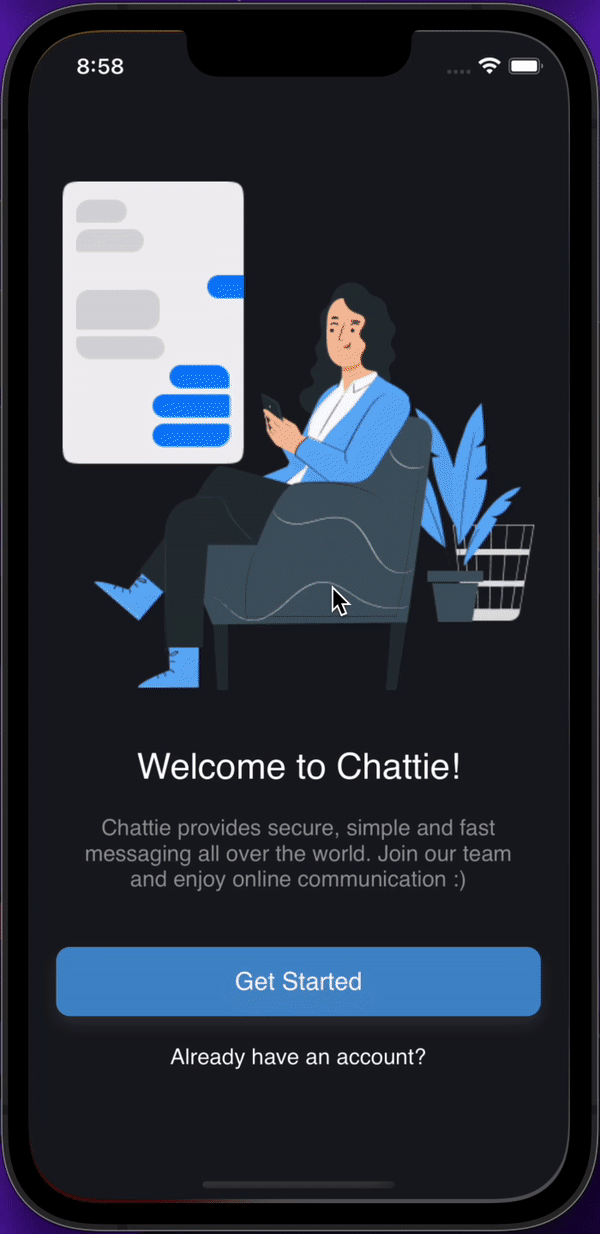 8:58
Welcome to Chattie!
Chattie provides secure, simple and fast
messaging all over the world. Join our team
and enjoy online communication :)
Get Started
Already have an account?